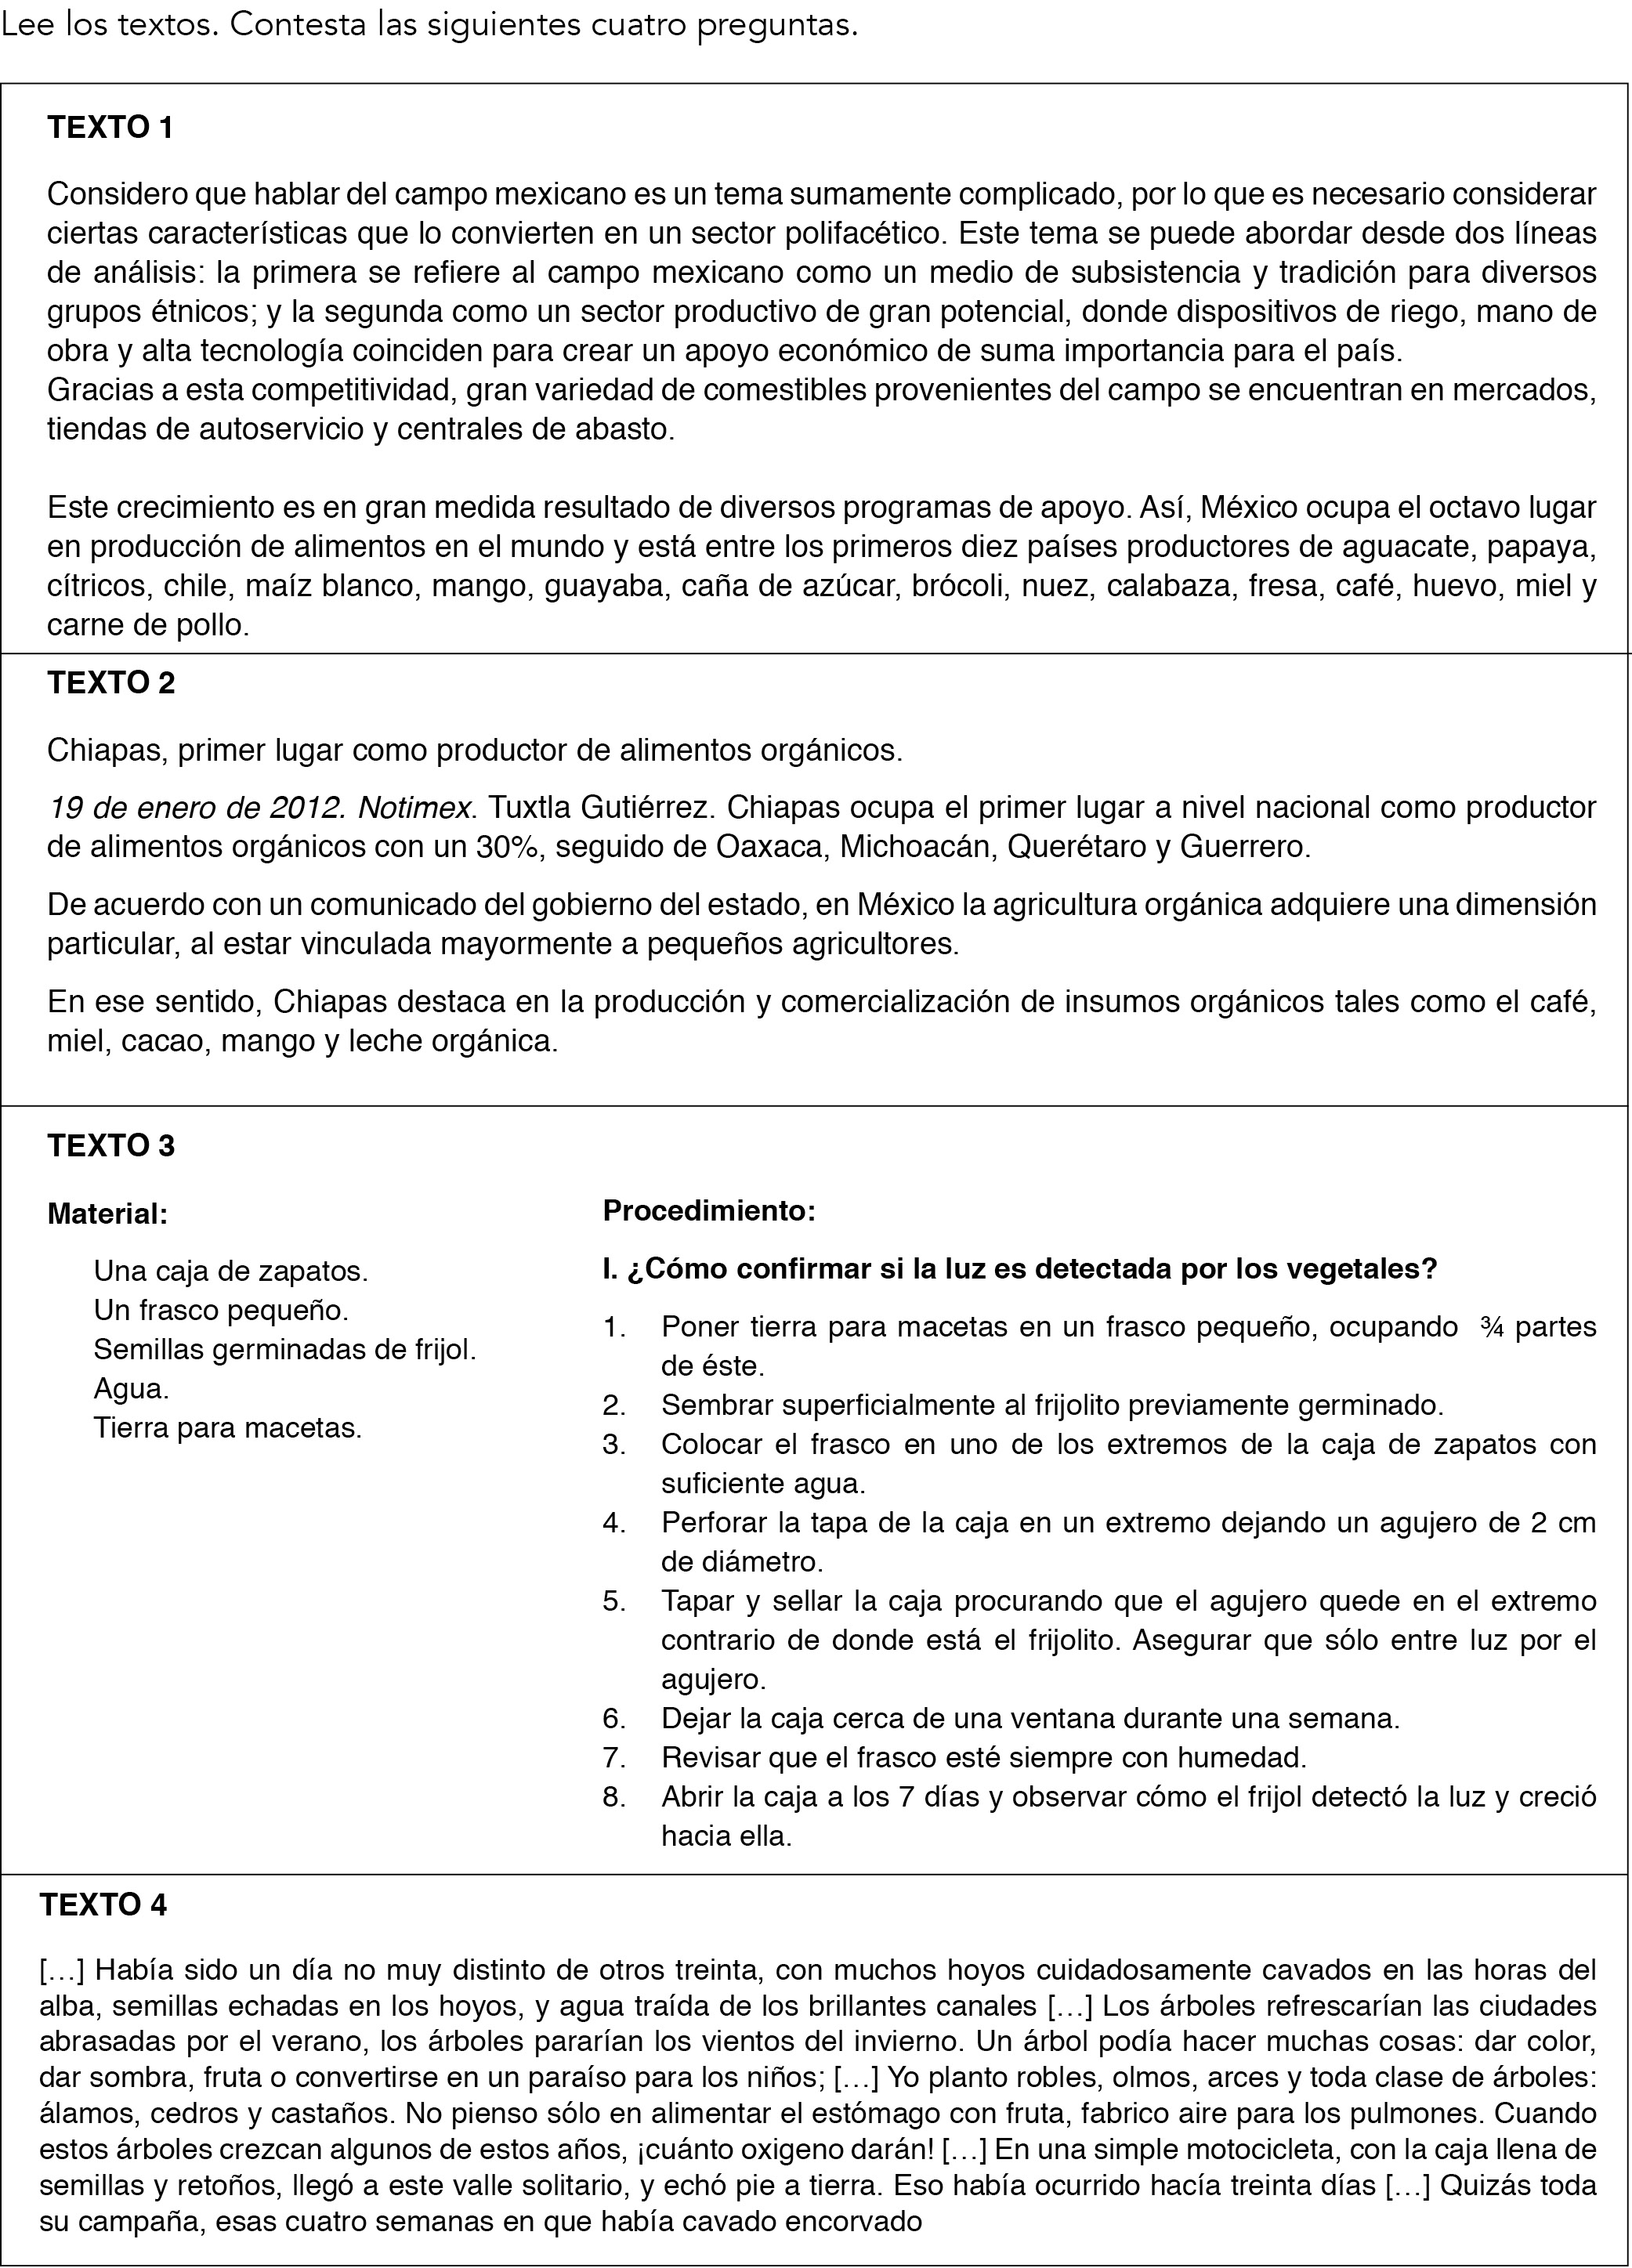 Lee los textos. Contesta las siguientes cuatro preguntas.
TEXTO 1
Considero que hablar del campo mexicano es un tema sumamente complicado, por lo que es necesario considerar
ciertas características que lo convierten en un sector polifacético. Este tema se puede abordar desde dos líneas
de análisis: la primera se refiere al campo mexicano como un medio de subsistencia y tradición para diversos
grupos étnicos; y la segunda como un sector productivo de gran potencial, donde dispositivos de riego, mano de
obra y alta tecnología coinciden para crear un apoyo económico de suma importancia para el país.
Gracias a esta competitividad, gran variedad de comestibles provenientes del campo se encuentran en mercados,
tiendas de autoservicio y centrales de abasto.
Este crecimiento es en gran medida resultado de diversos programas de apoyo. Así, México ocupa el octavo lugar
en producción de alimentos en el mundo y está entre los primeros diez países productores de aguacate, papaya,
cítricos, chile, maíz blanco, mango, guayaba, caña de azúcar, brócoli, nuez, calabaza, fresa, café, huevo, miel y
carne de pollo.
TEXTO 2
Chiapas, primer lugar como productor de alimentos orgánicos.
19 de enero de 2012. Notimex. Tuxtla Gutiérrez. Chiapas ocupa el primer lugar a nivel nacional como productor
de alimentos orgánicos con un 30%, seguido de Oaxaca, Michoacán, Querétaro y Guerrero.
De acuerdo con un comunicado del gobierno del estado, en México la agricultura orgánica adquiere una dimensión
particular, al estar vinculada mayormente a pequeños agricultores.
En ese sentido, Chiapas destaca en la producción y comercialización de insumos orgánicos tales como el café,
miel, cacao, mango y leche orgánica.
TEXTO 3
Material:
Una caja de zapatos.
Un frasco pequeño.
Semillas germinadas de frijol.
Agua.
Tierra para macetas.
Procedimiento:
I. ¿Cómo confirmar si la luz es detectada por los vegetales?
1. Poner tierra para macetas en un frasco pequeño, ocupando ¾ partes
de éste.
2. Sembrar superficialmente al frijolito previamente germinado.
3. Colocar el frasco en uno de los extremos de la caja de zapatos con
suficiente agua.
4. Perforar la tapa de la caja en un extremo dejando un agujero de 2 cm
de diámetro.
5. Tapar y sellar la caja procurando que el agujero quede en el extremo
contrario de donde está el frijolito. Asegurar que sólo entre luz por el
agujero.
6. Dejar la caja cerca de una ventana durante una semana.
7. Revisar que el frasco esté siempre con humedad.
8. Abrir la caja a los 7 días y observar cómo el frijol detectó la luz y creció
hacia ella.
TEXTO 4
[…] Había sido un día no muy distinto de otros treinta, con muchos hoyos cuidadosamente cavados en las horas del
alba, semillas echadas en los hoyos, y agua traída de los brillantes canales […] Los árboles refrescarían las ciudades
abrasadas por el verano, los árboles pararían los vientos del invierno. Un árbol podía hacer muchas cosas: dar color,
dar sombra, fruta o convertirse en un paraíso para los niños; […] Yo planto robles, olmos, arces y toda clase de árboles:
álamos, cedros y castaños. No pienso sólo en alimentar el estómago con fruta, fabrico aire para los pulmones. Cuando
estos árboles crezcan algunos de estos años, ¡cuánto oxigeno darán! […] En una simple motocicleta, con la caja llena de
semillas y retoños, llegó a este valle solitario, y echó pie a tierra. Eso había ocurrido hacía treinta días […] Quizás toda
su campaña, esas cuatro semanas en que había cavado encorvado